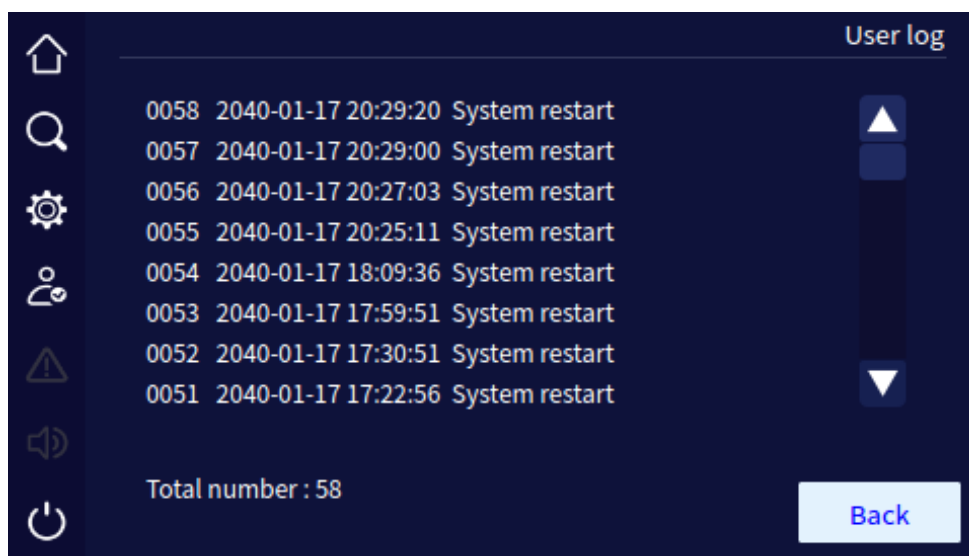 User log
0058 2040-01-17 20:29:20 System restart
0057 2040-01-17 20:29:00 System restart
0056 2040-01-17 20:27:03 System restart
0055 2040-01-17 20:25:11 System restart
0054 2040-01-17 18:09:36 System restart
0053 2040-01-17 17:59:51 System restart
0052 2040-01-17 17:30:51 System restart
0051 2040-01-17 17:22:56 System restart
Total number : 58
Back